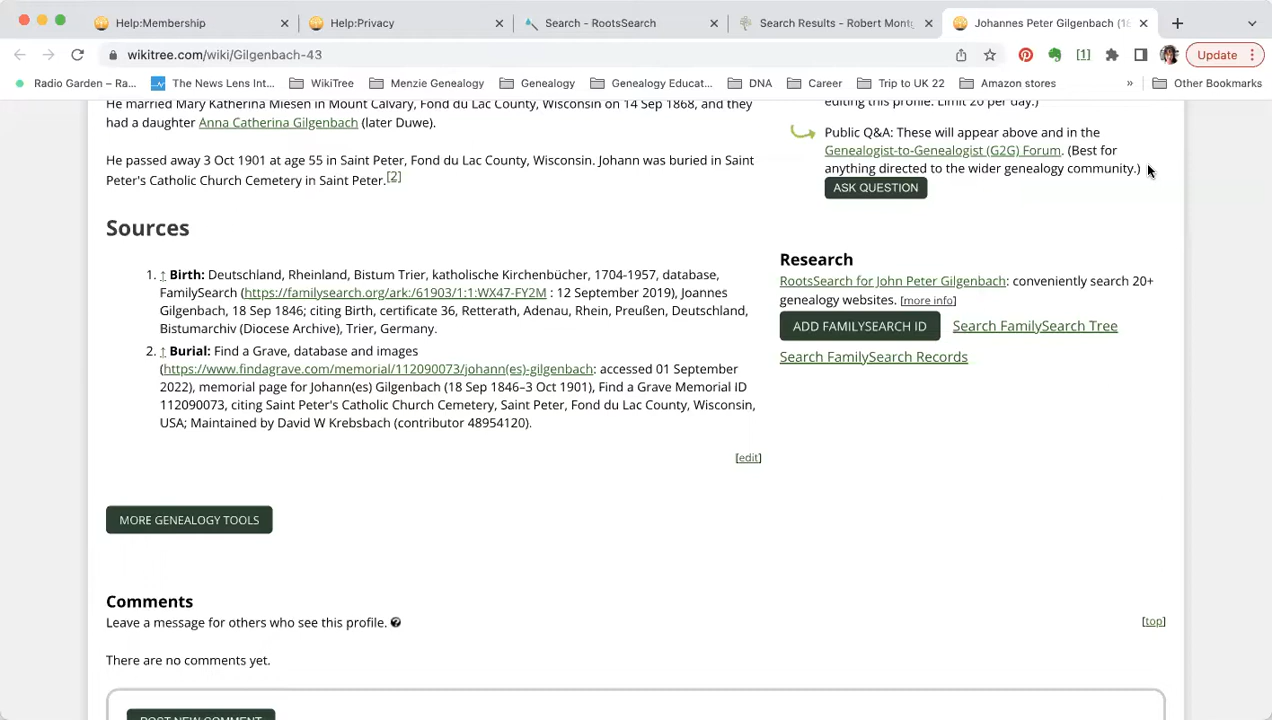 Help:Membership
Help:Privacy
Search - RootsSearch
Search Results - Robert Montg
Johannes Peter Gilgenbach (18
wikitree.com/wiki/Gilgenbach-43
[1]
Update
Radio Garden – Ra...
The News Lens Int...
WikiTree
Menzie Genealogy
Genealogy
Genealogy Educat...
DNA
Career
Trip to UK 22
Amazon stores
»
Other Bookmarks
He married Mary Katherina Miesen in Mount Calvary, Fond du Lac County, Wisconsin on 14 Sep 1868, and they
had a daughter Anna Catherina Gilgenbach (later Duwe).
He passed away 3 Oct 1901 at age 55 in Saint Peter, Fond du Lac County, Wisconsin. Johann was buried in Saint
Peter's Catholic Church Cemetery in Saint Peter.[2]
Sources
1. ↑ Birth: Deutschland, Rheinland, Bistum Trier, katholische Kirchenbücher, 1704-1957, database,
FamilySearch (https://familysearch.org/ark:/61903/1:1:WX47-FY2M : 12 September 2019), Joannes
Gilgenbach, 18 Sep 1846; citing Birth, certificate 36, Retterath, Adenau, Rhein, Preußen, Deutschland,
Bistumarchiv (Diocese Archiv), Trier, Germany.
2. ↑ Burial: Find a Grave, database and images
(https://www.findagrave.com/memorial/112090073/johann(es)-gilgenbach: accessed 01 September
2022), memorial page for Johann(es) Gilgenbach (18 Sep 1846–3 Oct 1901), Find a Grave Memorial ID
112090073, citing Saint Peter's Catholic Church Cemetery, Saint Peter, Fond du Lac County, Wisconsin,
USA; Maintained by David W Krebsbach (contributor 48954120).
[edit]
MORE GENEALOGY TOOLS
editing this profile. Limit 20 per day.)
Public Q&A: These will appear above and in the
Genealogist-to-Genealogist (G2G) Forum. (Best for
anything directed to the wider genealogy community.)
ASK QUESTION
Research
RootsSearch for John Peter Gilgenbach: conveniently search 20+
genealogy websites. [more info]
ADD FAMILYSEARCH ID
Search FamilySearch Tree
Search FamilySearch Records
Comments
Leave a message for others who see this profile.
[top]
There are no comments yet.
POST NEW COMMENT